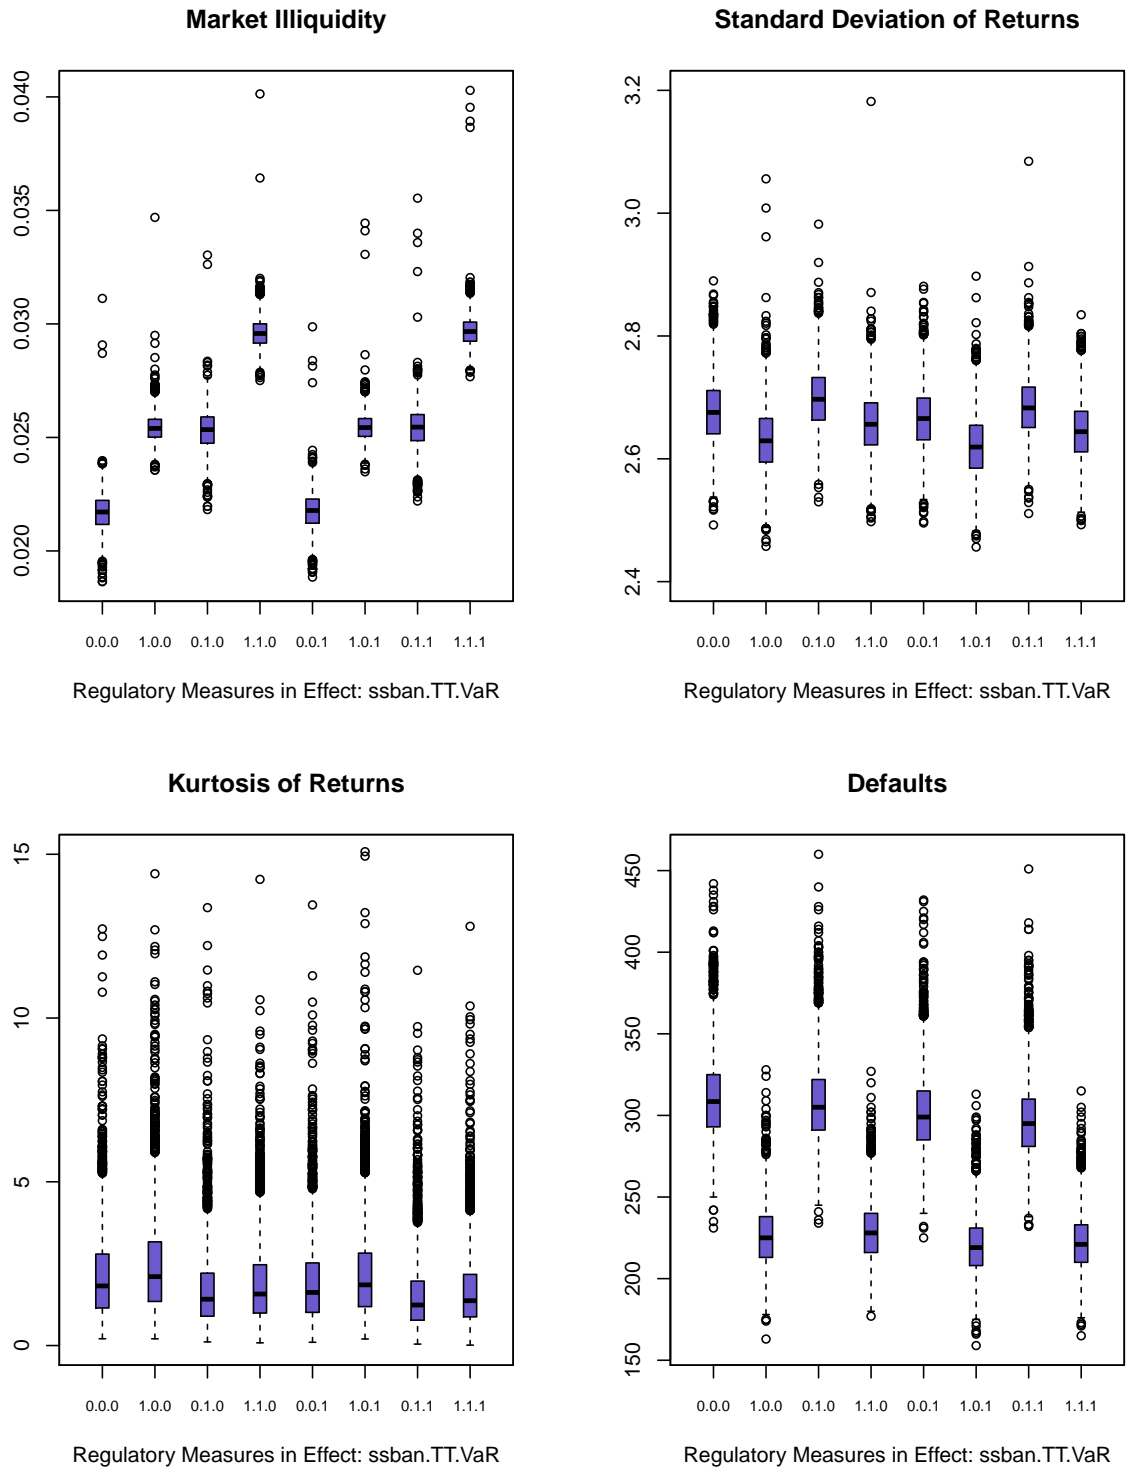 Market Illiquidity
0.040
0.035
0.030
0.025
0.020
0.0.0 1.0.0 0.1.0 1.1.0 0.0.1 1.0.1 0.1.1 1.1.1
Regulatory Measures in Effect: ssban.TT.VaR
Standard Deviation of Returns
3.2
3.0
2.8
2.6
2.4
0.0.0 1.0.0 0.1.0 1.1.0 0.0.1 1.0.1 0.1.1 1.1.1
Regulatory Measures in Effect: ssban.TT.VaR
Kurtosis of Returns
15
10
5
0
0.0.0 1.0.0 0.1.0 1.1.0 0.0.1 1.0.1 0.1.1 1.1.1
Regulatory Measures in Effect: ssban.TT.VaR
Defaults
450
400
350
300
250
200
150
0.0.0 1.0.0 0.1.0 1.1.0 0.0.1 1.0.1 0.1.1 1.1.1
Regulatory Measures in Effect: ssban.TT.VaR